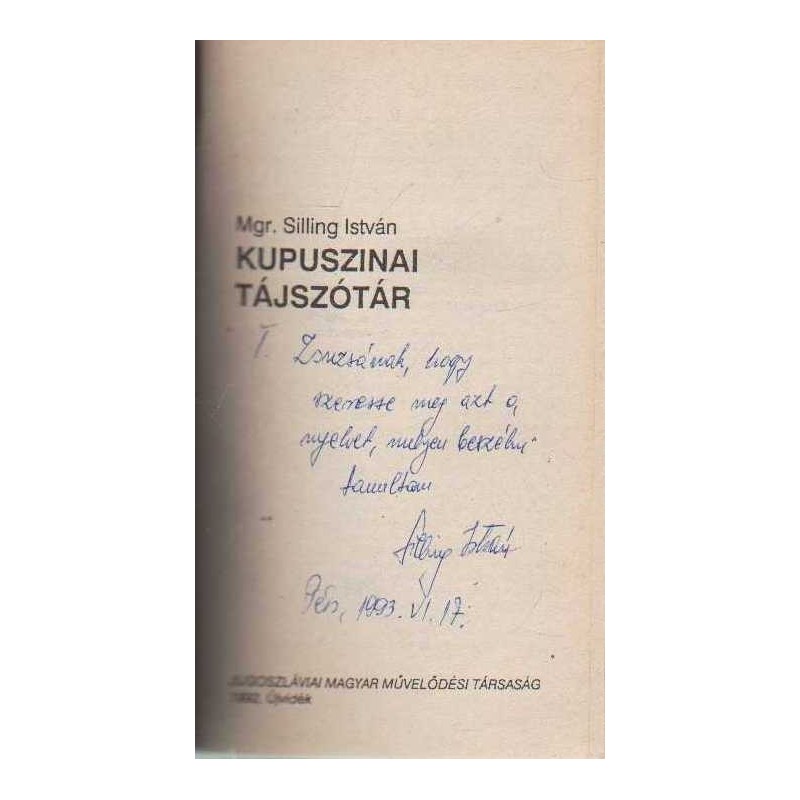 Mgr. Silling István
KUPUSZINAI
TÁJSZÓTÁR
T. Zsuzsának, hogy
szeresse meg azt a
nyelvet, melyen beszélni
tanultam
Silling István
Pécs, 1993. VI. 17.
JUGOSZLÁVIAI MAGYAR MŰVELŐDÉSI TÁRSASÁG
1992, Újvidék